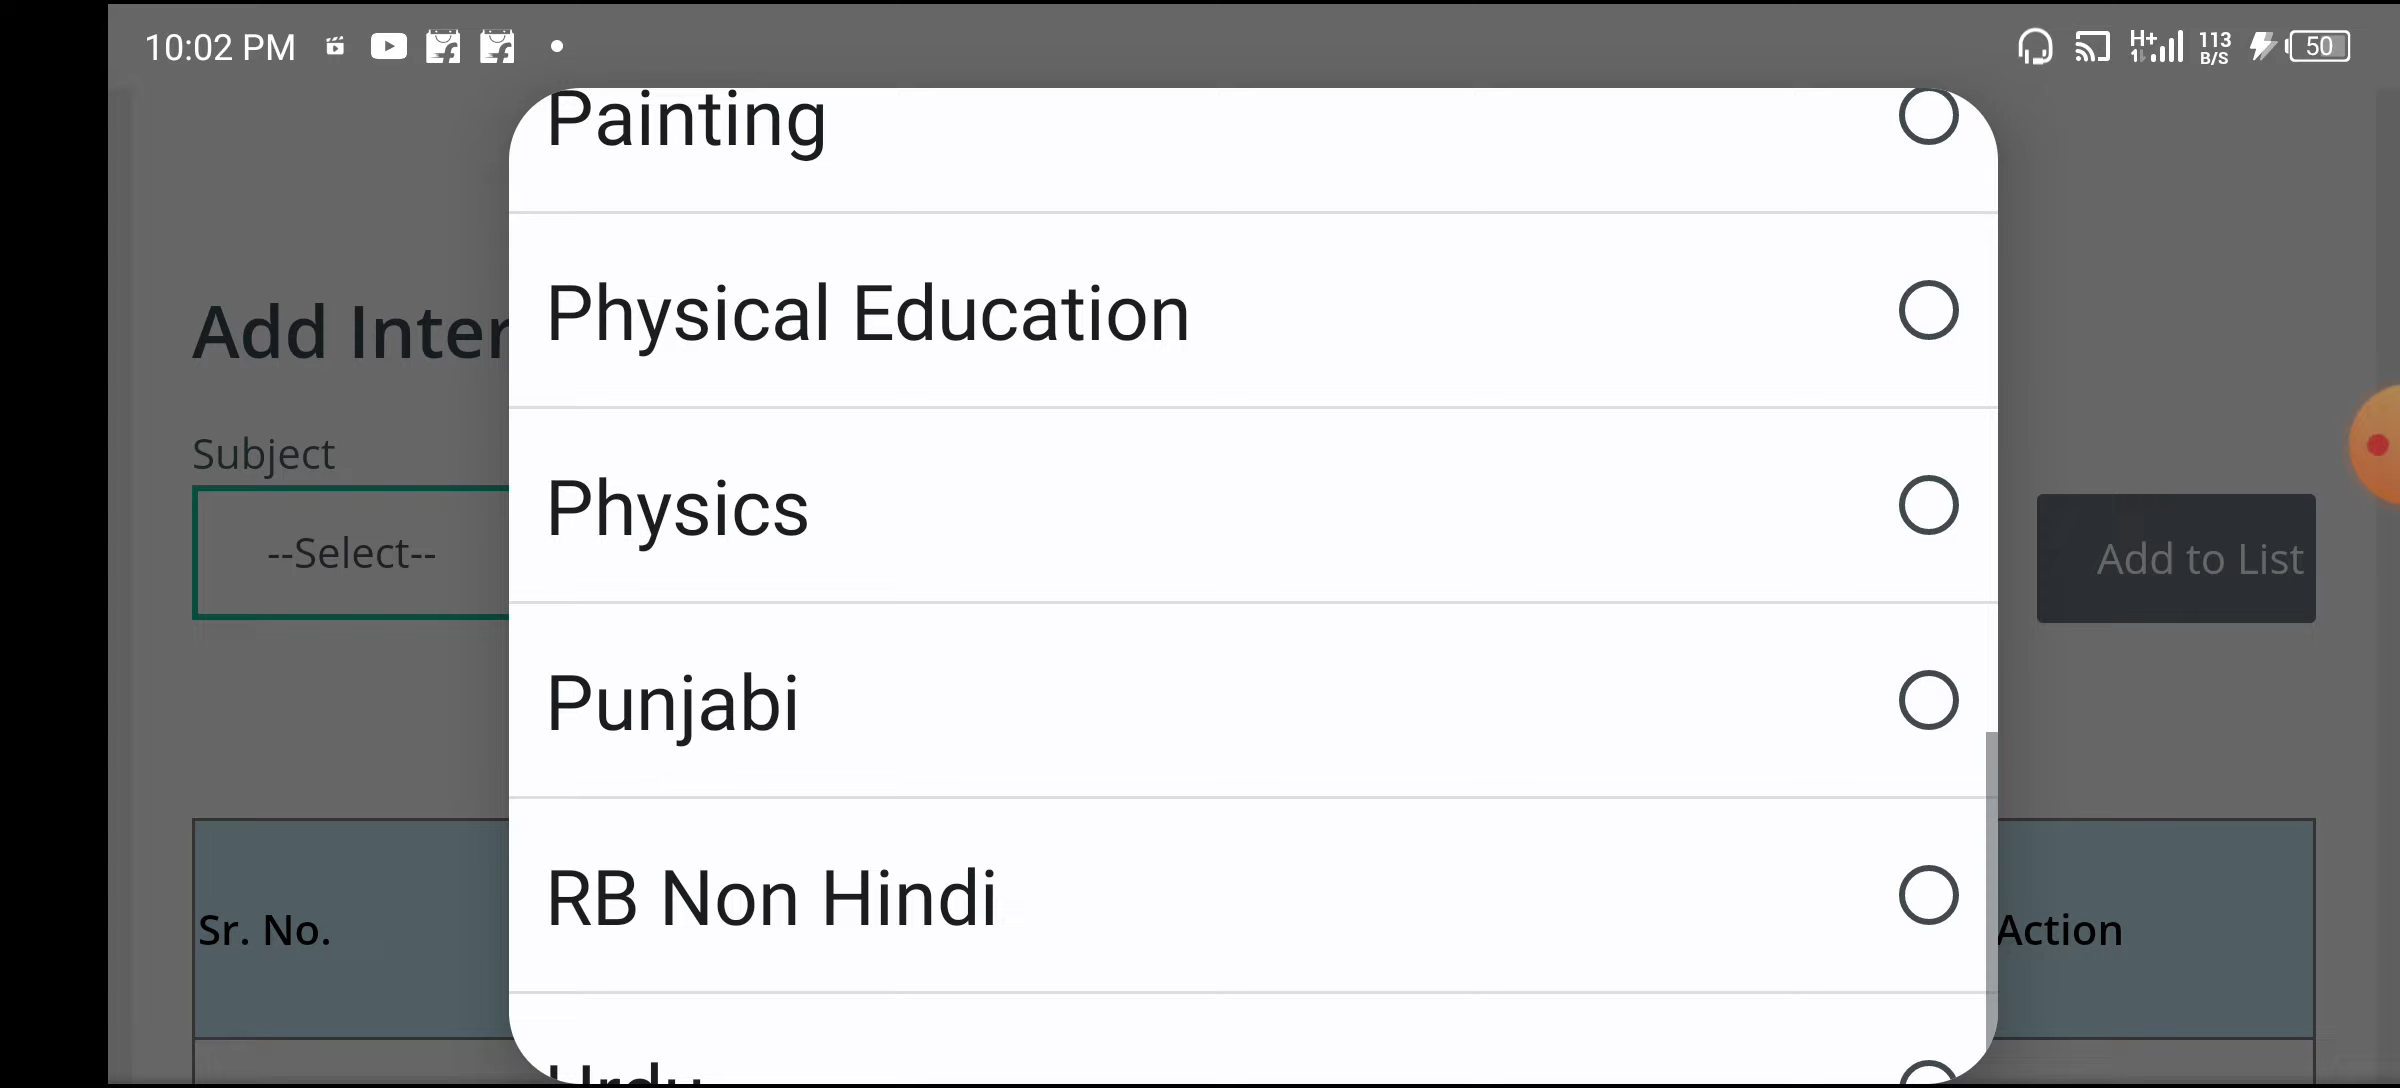 10:02 PM
H+
113
B/S
50
Painting
Physical Education
Add Inter
Subject
Physics
--Select--
Add to List
Punjabi
RB Non Hindi
Sr. No.
Action
Urdu